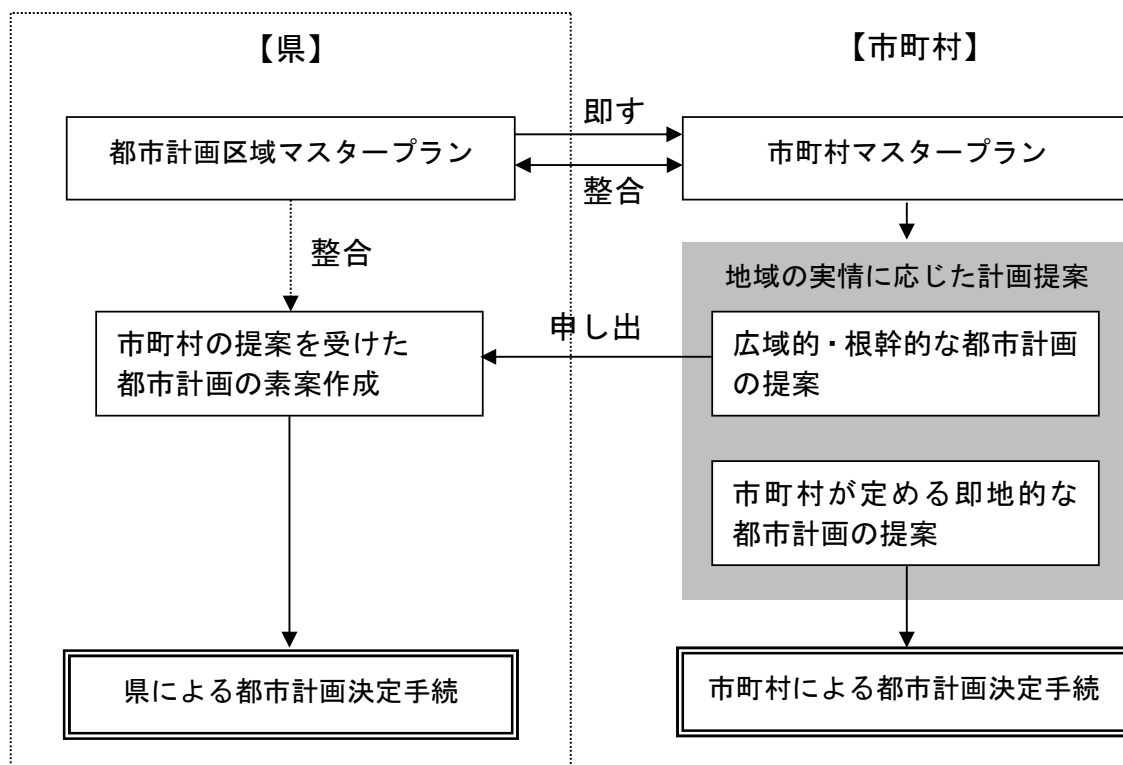 【県】
【市町村】
即す
都市計画区域マスタープラン
市町村マスタープラン
整合
整合
地域の実情に応じた計画提案
申し出
市町村の提案を受けた
都市計画の素案作成
広域的・根幹的な都市計画
の提案
市町村が定める即地的な
都市計画の提案
県による都市計画決定手続
市町村による都市計画決定手続